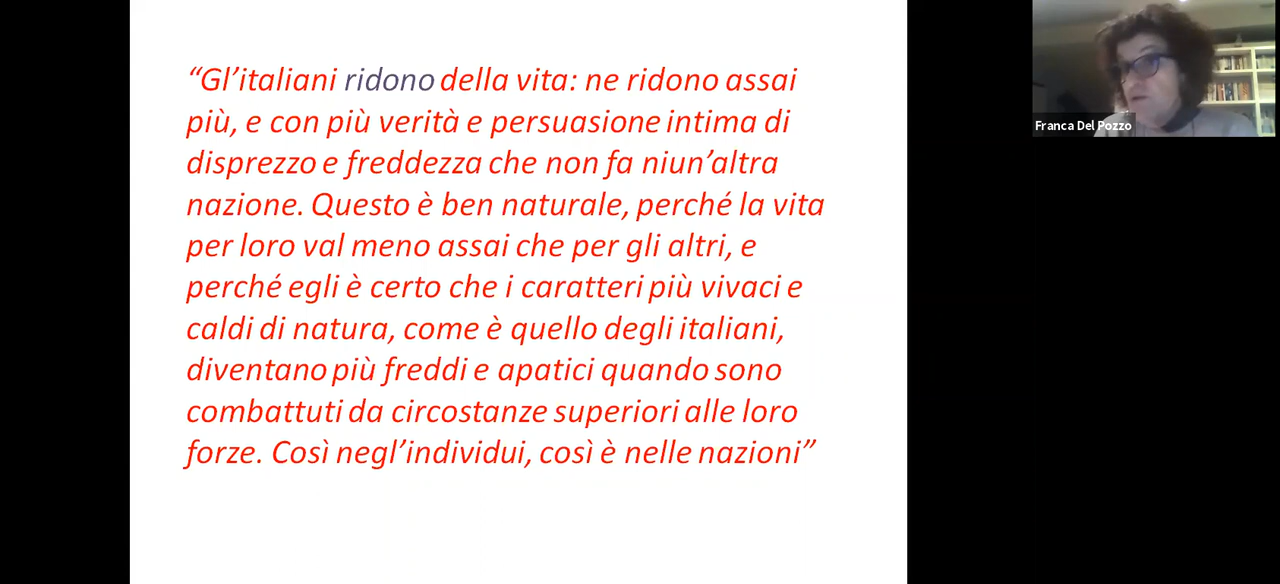 “Gl’italiani ridono della vita: ne ridono assai
più, e con più verità e persuasione intima di
disprezzo e freddezza che non fa niun’altra
nazione. Questo è ben naturale, perché la vita
per loro val meno assai che per gli altri, e
perché egli è certo che i caratteri più vivaci e
caldi di natura, come è quello degli italiani,
diventano più freddi e apatici quando sono
combattuti da circostanze superiori alle loro
forze. Così negl’individui, così è nelle nazioni”
Franca Del Pozzo